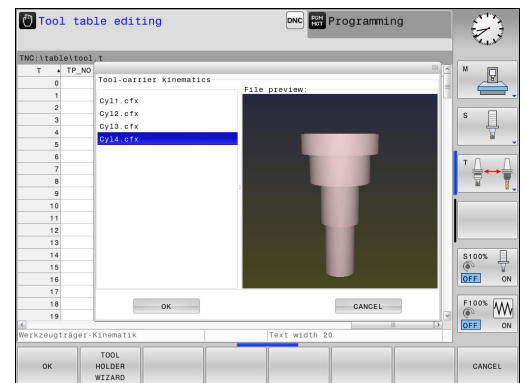 Tool table editing
DNC
PGM MGT
Programming
TNC:\table\tool.t
T TP_NO
0
1
2
3
4
5
6
7
8
9
10
11
12
13
14
15
16
17
18
19
Tool-carrier kinematics
Cyl1.cfx
Cyl2.cfx
Cyl3.cfx
Cyl4.cfx
File preview:
OK
CANCEL
Werkzeugträger-Kinematik
Text width 20
M
S
T
S100%
OFF ON
F100%
OFF ON
OK
TOOL
HOLDER
WIZARD
CANCEL